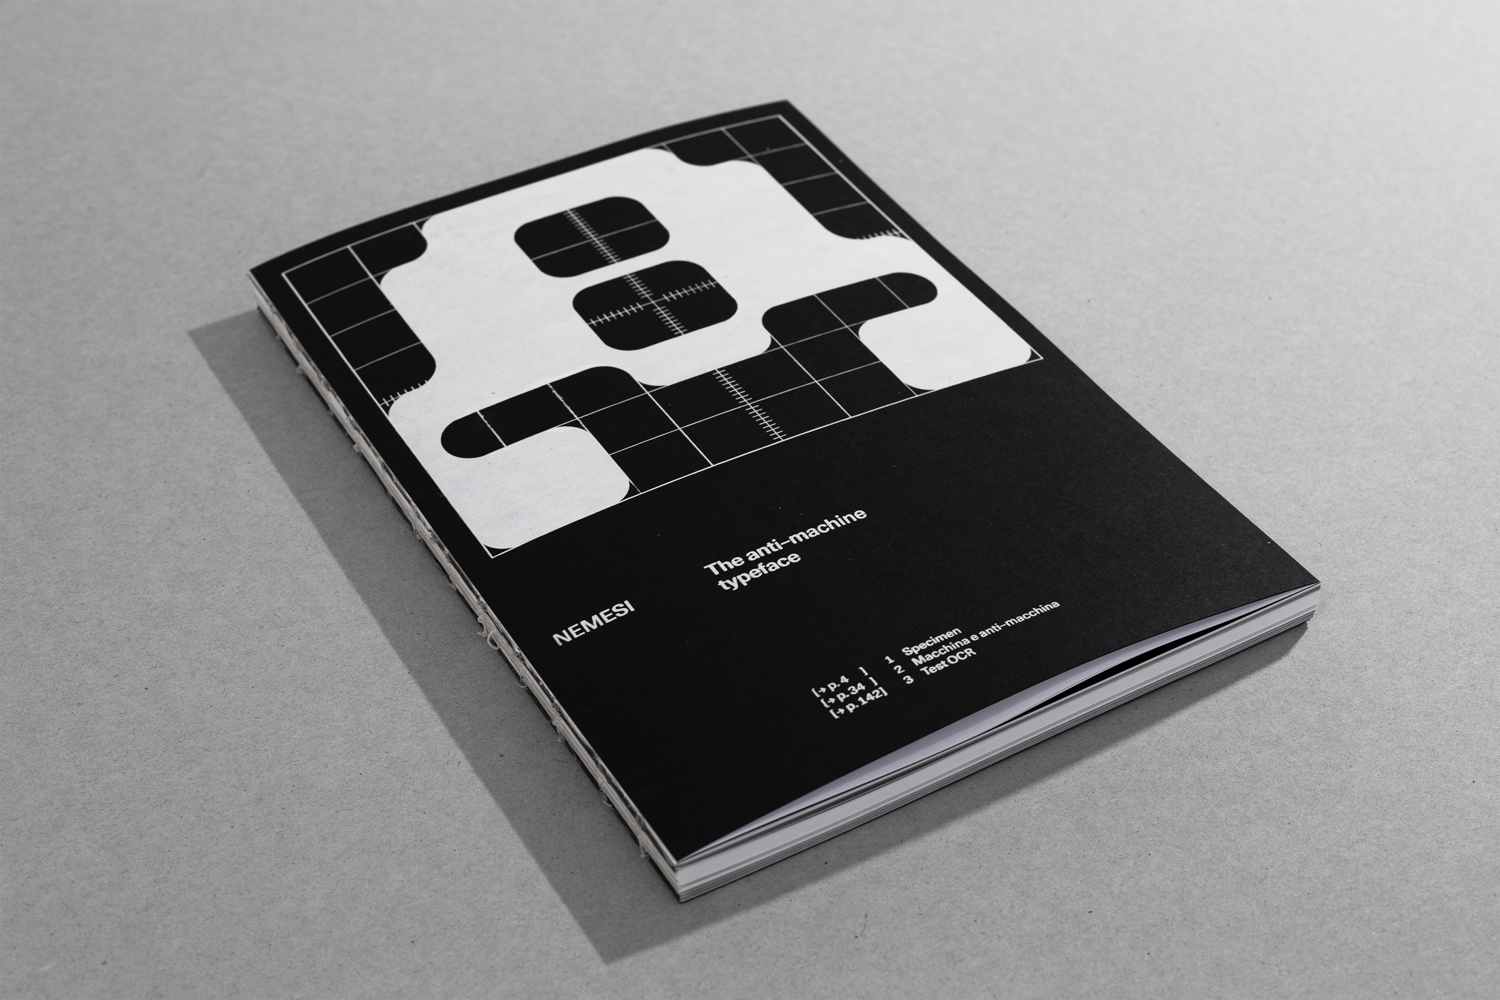 NEMESI
The anti–machine
typeface
[→ p. 4 ] 1 Specimen
[→ p. 34 ] 2 Macchina e anti–macchina
[→ p. 142] 3 Test OCR